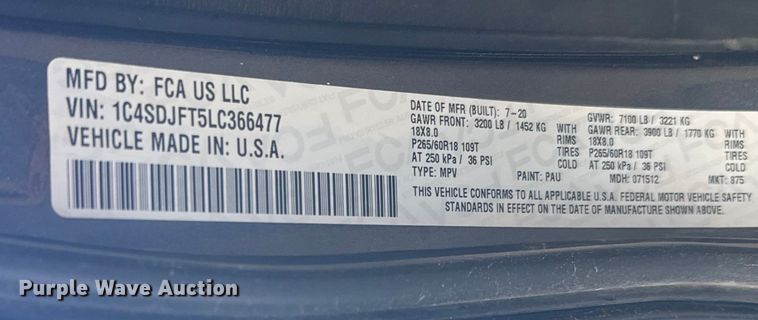 MFD BY: FCA US LLC
VIN: 1C4SDJFT5LC366477
VEHICLE MADE IN U.S.A.
DATE OF MFR (BUILT): 7-20
GAWR FRONT: 3200 LB / 1452 KG
18X8.0 RIMS
P265/60R18 109T TIRES
AT 250 kPa / 36 PSI COLD
TYPE: MPV
PAINT: PAU
GVWR: 7100 LB / 3221 KG
GAWR REAR: 3900 LB / 1770 KG
WITH
18X8.0 RIMS
P265/60R18 109T TIRES
AT 250 kPa / 36 PSI COLD
MDH: 071512
MKT: 875
THIS VEHICLE CONFORMS TO ALL APPLICABLE U.S.A. FEDERAL MOTOR VEHICLE SAFETY
STANDARDS IN EFFECT ON THE DATE OF MANUFACTURE SHOWN ABOVE.
Purple Wave Auction